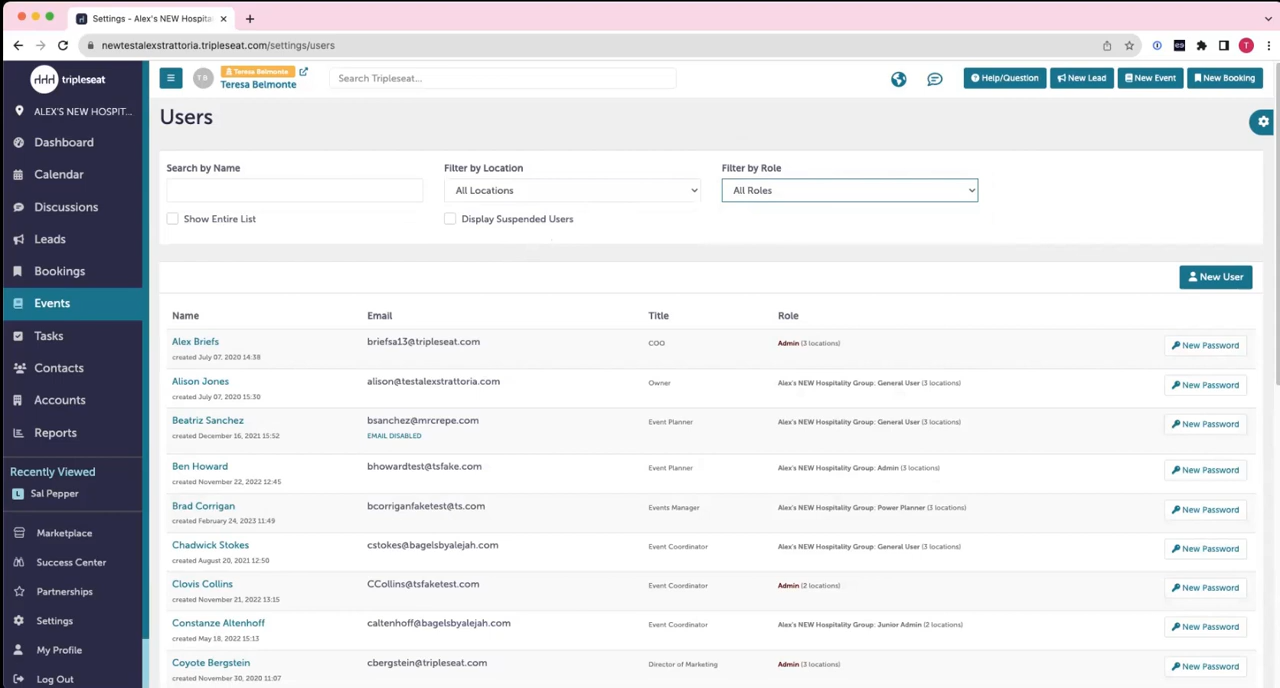 Settings - Alex's NEW Hospita
newtestalexstrattoria.tripleseat.com/settings/users
T
tripleseat
ALEX'S NEW HOSPIT...
Dashboard
Calendar
Discussions
Leads
Bookings
Events
Tasks
Contacts
Accounts
Reports
Recently Viewed
L Sal Pepper
Marketplace
Success Center
Partnerships
Settings
My Profile
Log Out
TB
Teresa Belmonte
Teresa Belmonte
Search Tripleseat...
Help/Question
New Lead
New Event
New Booking
Users
Search by Name
Filter by Location
Filter by Role
All Locations
All Roles
Show Entire List
Display Suspended Users
New User
Name Email Title Role
Alex Briefs briefsa13@tripleseat.com COO Admin (3 locations) New Password
created July 07, 2020 14:38
Alison Jones alison@testalexstrattoria.com Owner Alex's NEW Hospitality Group: General User (3 locations) New Password
created July 07, 2020 15:30
Beatriz Sanchez bsanchez@mrcrepe.com Event Planner Alex's NEW Hospitality Group: General User (3 locations) New Password
created December 16, 2021 15:52 EMAIL DISABLED
Ben Howard bhowardtest@tsfake.com Event Planner Alex's NEW Hospitality Group: Admin (3 locations) New Password
created November 22, 2022 12:45
Brad Corrigan bcorriganfaketest@ts.com Events Manager Alex's NEW Hospitality Group: Power Planner (3 locations) New Password
created February 24, 2023 11:49
Chadwick Stokes cstokes@bagelsbyalejah.com Event Coordinator Alex's NEW Hospitality Group: General User (3 locations) New Password
created August 20, 2021 12:50
Clovis Collins CCollins@tsfaketest.com Event Coordinator Admin (2 locations) New Password
created November 21, 2022 13:15
Constanze Altenhoff caltenhoff@bagelsbyalejah.com Event Coordinator Alex's NEW Hospitality Group: Junior Admin (2 locations) New Password
created May 18, 2022 15:13
Coyote Bergstein cbergstein@tripleseat.com Director of Marketing Admin (3 locations) New Password
created November 30, 2020 11:07